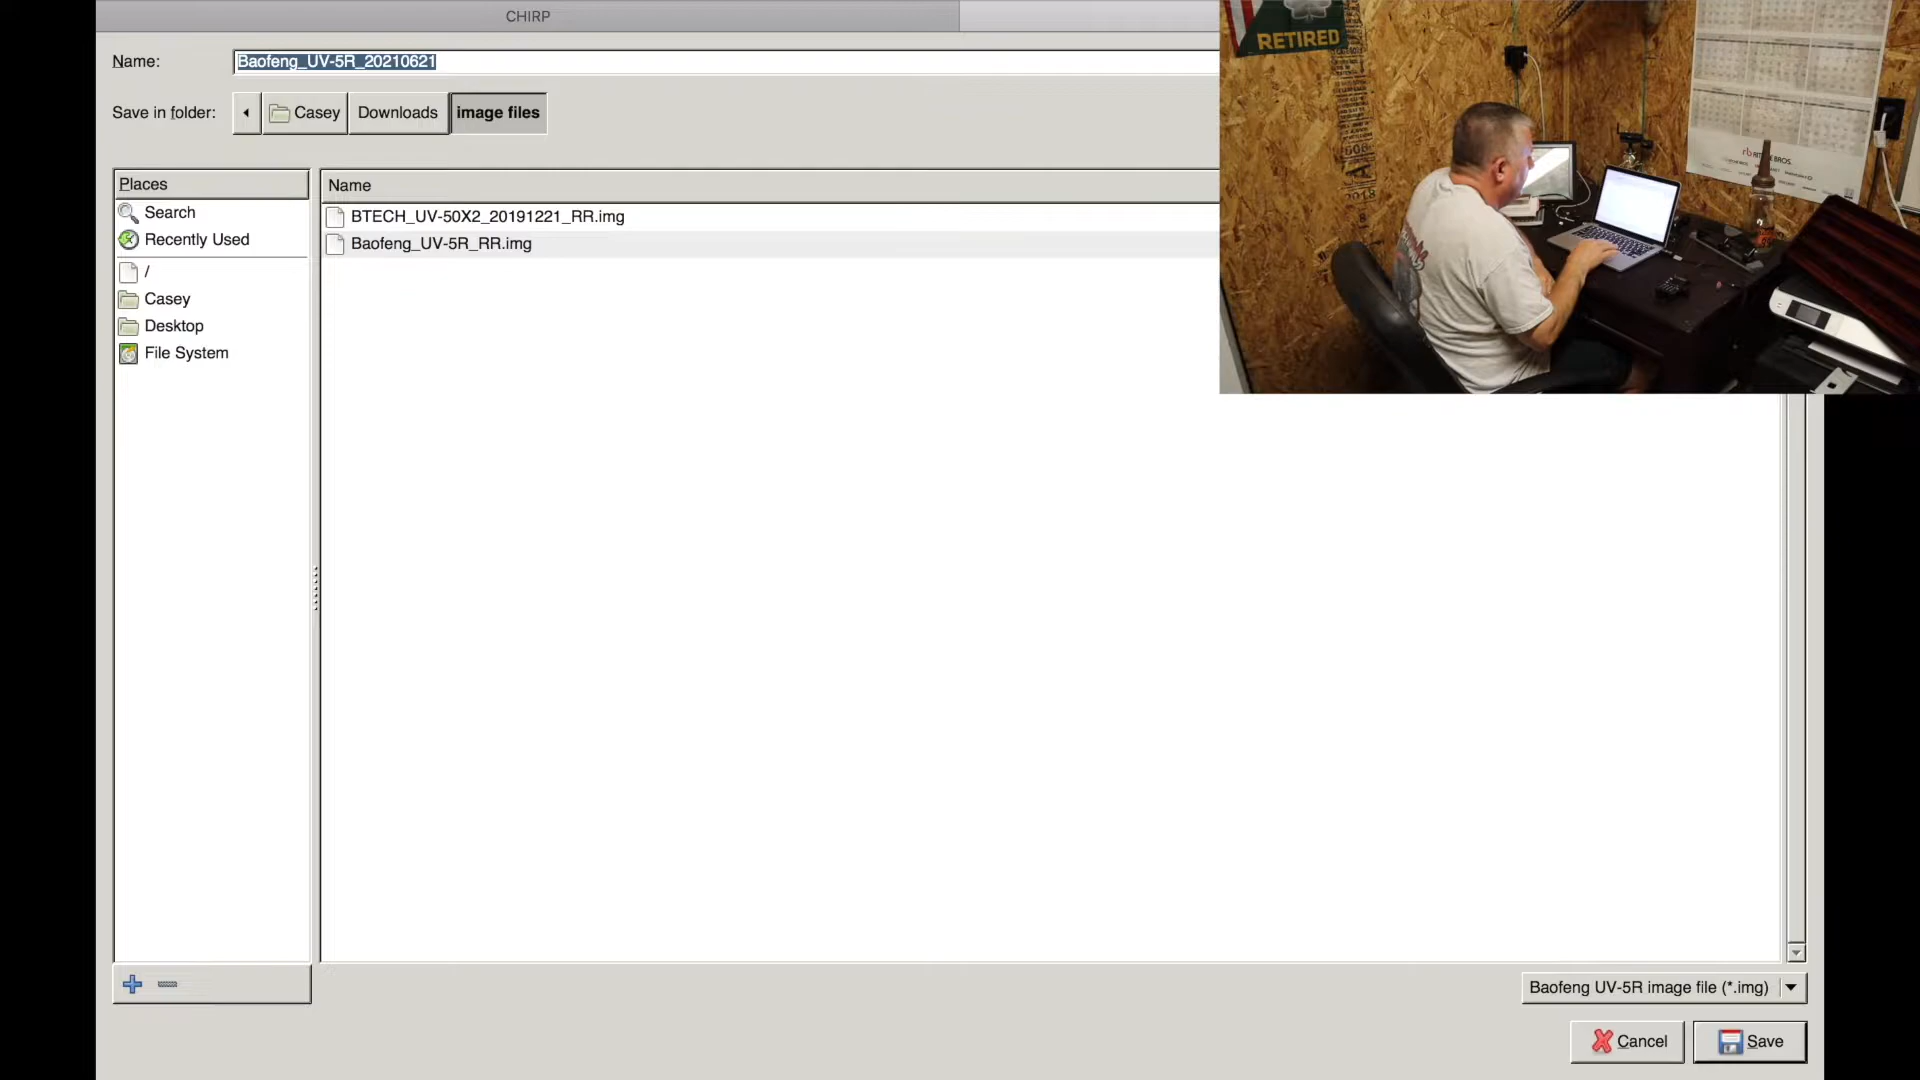 CHIRP
Name:
Baofeng_UV-5R_20210621
Save in folder:
Casey
Downloads
image files
Places
Search
Recently Used
/
Casey
Desktop
File System
Name
BTECH_UV-50X2_20191221_RR.img
Baofeng_UV-5R_RR.img
RETIRED
Baofeng UV-5R image file (*.img)
Cancel
Save